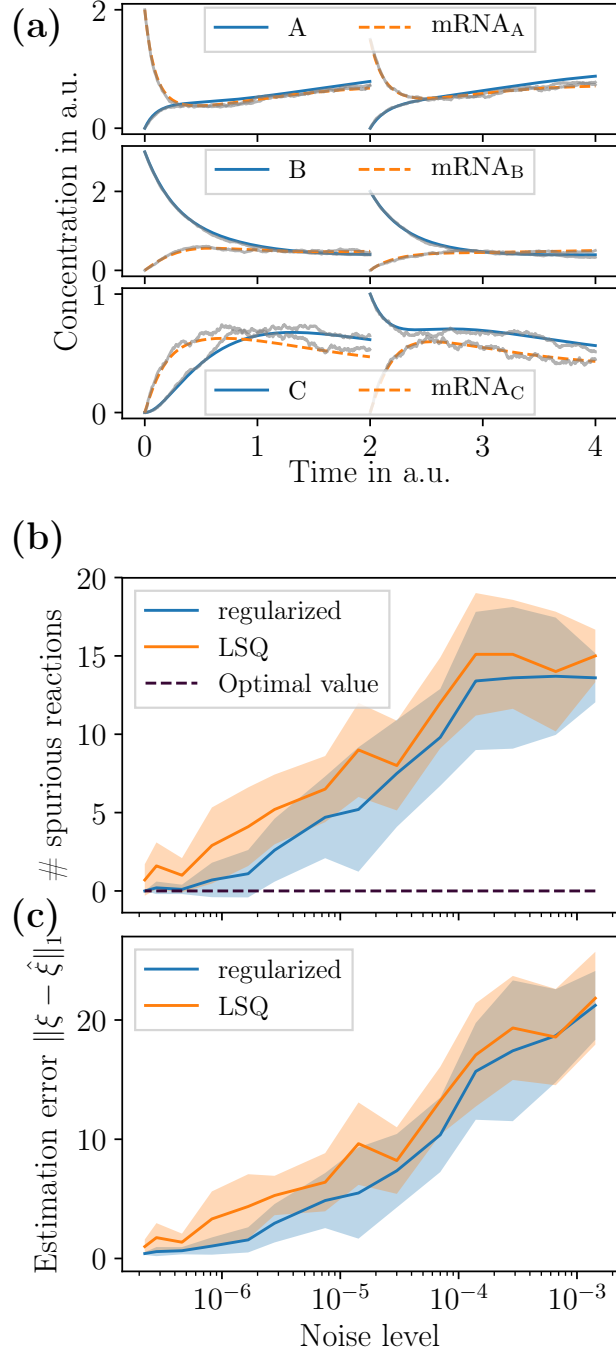 (a)
Concentration in a.u.
2
0
A
mRNA_A
2
0
B
mRNA_B
1
0
C
mRNA_C
0 1 2 3 4
Time in a.u.
(b)
# spurious reactions
20
15
10
5
0
regularized
LSQ
Optimal value
(c)
Estimation error ‖ξ − ξ̂‖₁
20
10
0
regularized
LSQ
10⁻⁶ 10⁻⁵ 10⁻⁴ 10⁻³
Noise level